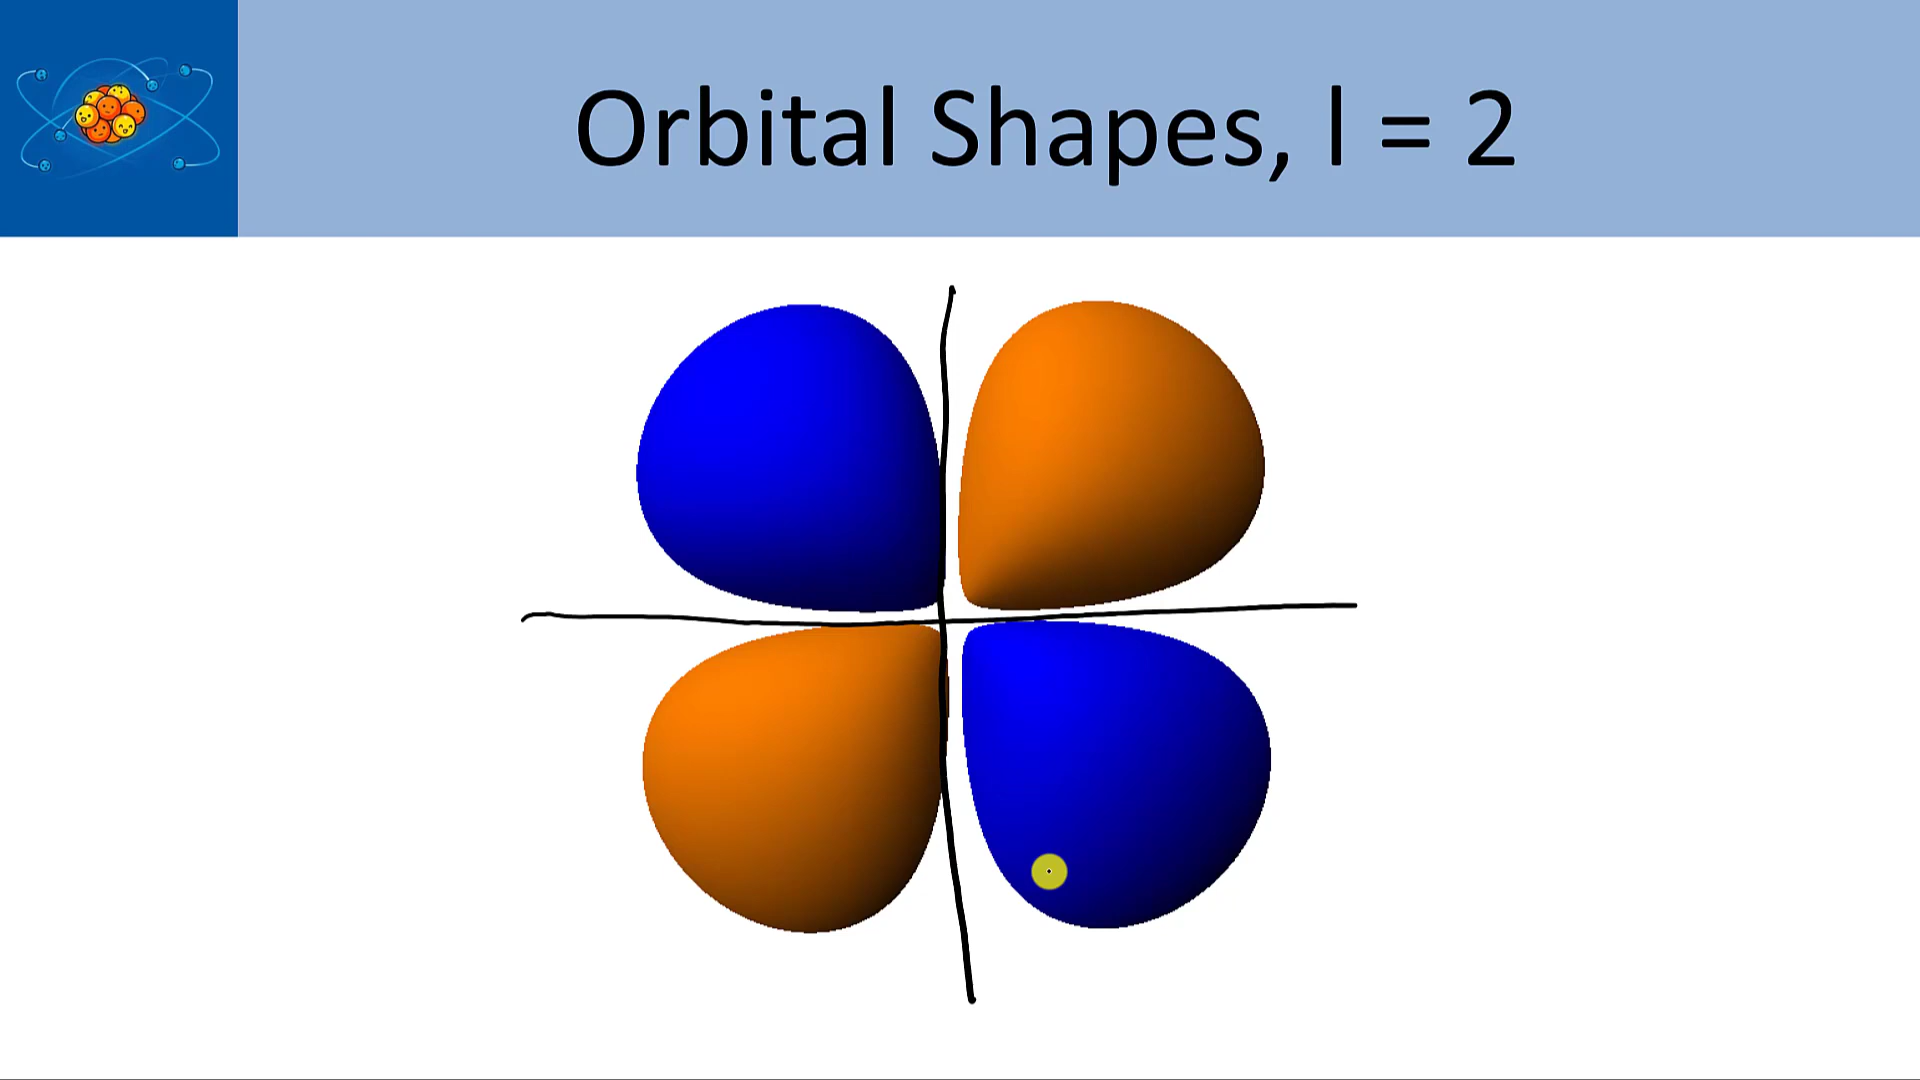 Orbital Shapes, l = 2